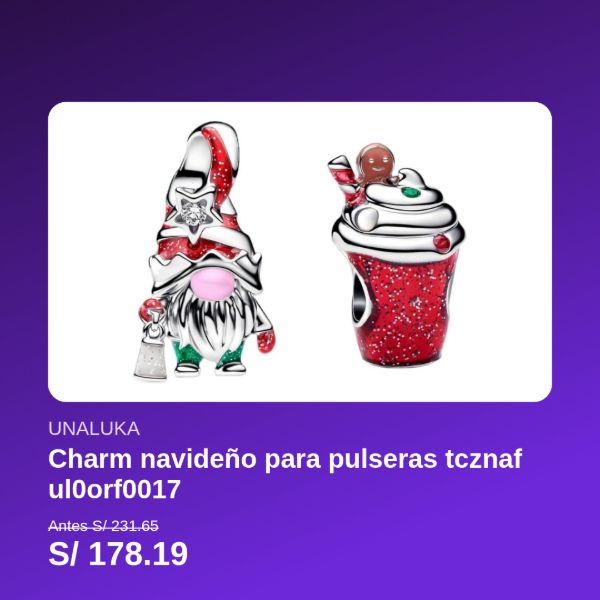 UNALUKA
Charm navideño para pulseras tcznaf
ul0orf0017
Antes S/ 231.65
S/ 178.19